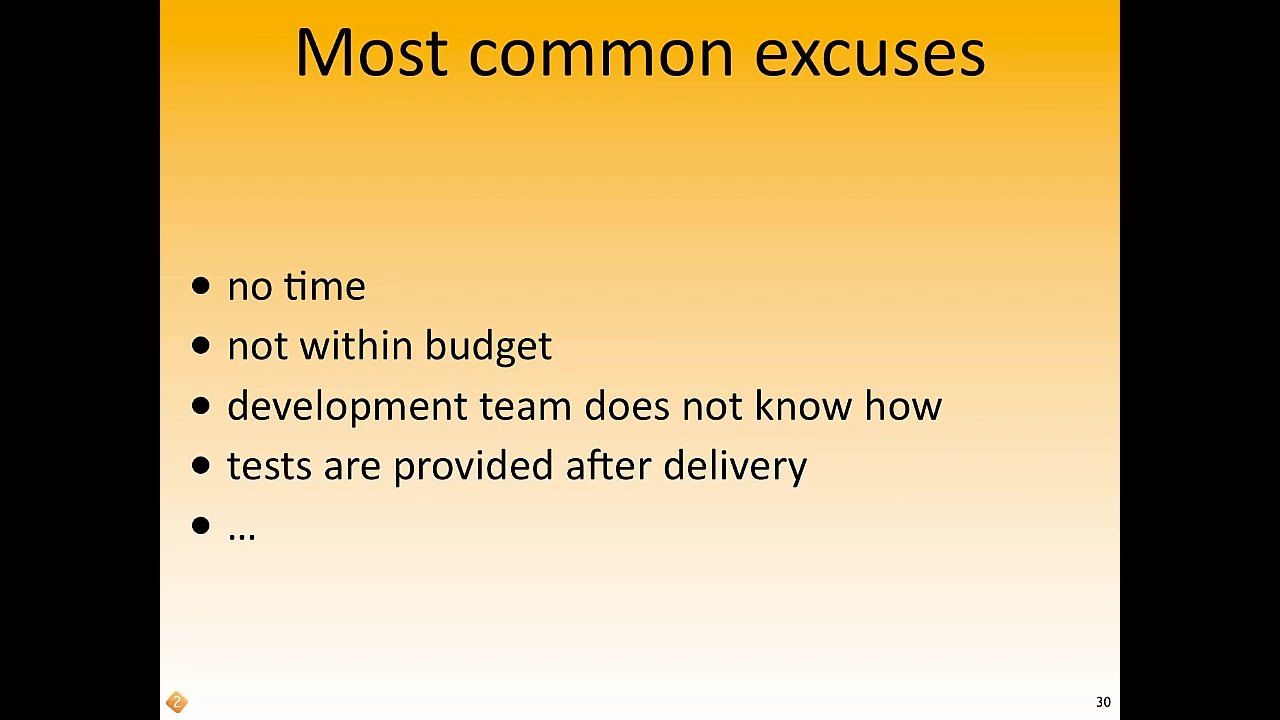 Most common excuses
• no time
• not within budget
• development team does not know how
• tests are provided after delivery
• ...
2
30